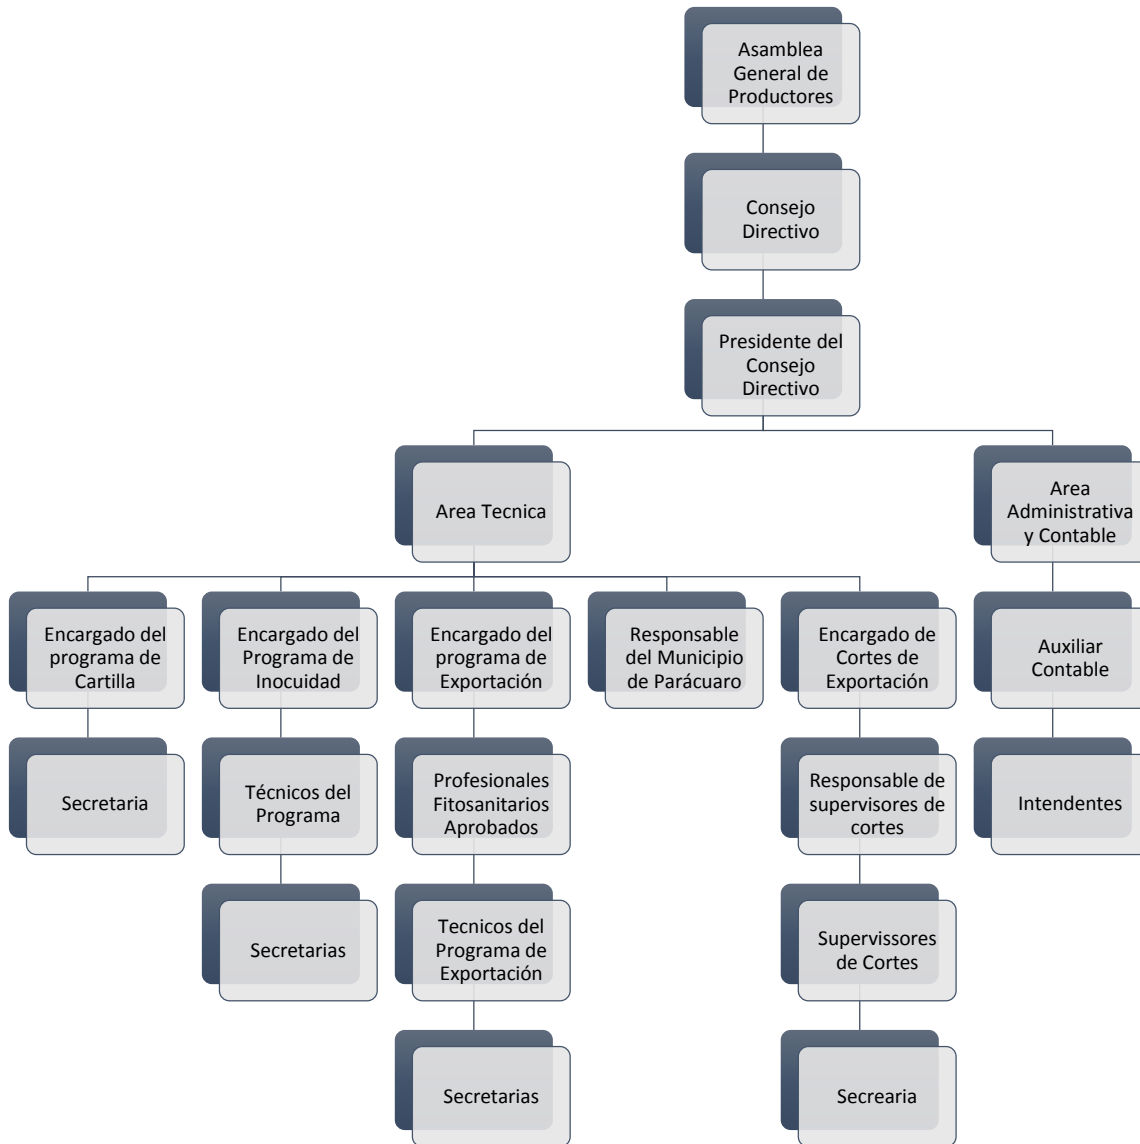 Asamblea
General de
Productores
Consejo
Directivo
Presidente del
Consejo
Directivo
Area Tecnica
Area
Administrativa
y Contable
Encargado del
programa de
Cartilla
Encargado del
Programa de
Inocuidad
Encargado del
programa de
Exportación
Responsable
del Municipio
de Parácuaro
Encargado de
Cortes de
Exportación
Auxiliar
Contable
Secretaria
Técnicos del
Programa
Profesionales
Fitosanitarios
Aprobados
Responsable de
supervisores de
cortes
Intendentes
Secretarias
Tecnicos del
Programa de
Exportación
Supervissores
de Cortes
Secretarias
Secrearia